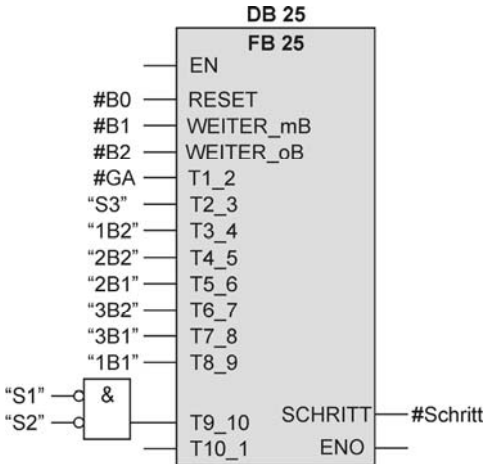 DB 25
FB 25
EN
#B0 RESET
#B1 WEITER_mB
#B2 WEITER_oB
#GA T1_2
“S3” T2_3
“1B2” T3_4
“2B2” T4_5
“2B1” T5_6
“3B2” T6_7
“3B1” T7_8
“1B1” T8_9
“S1” &
“S2” T9_10 SCHRITT #Schritt
T10_1 ENO